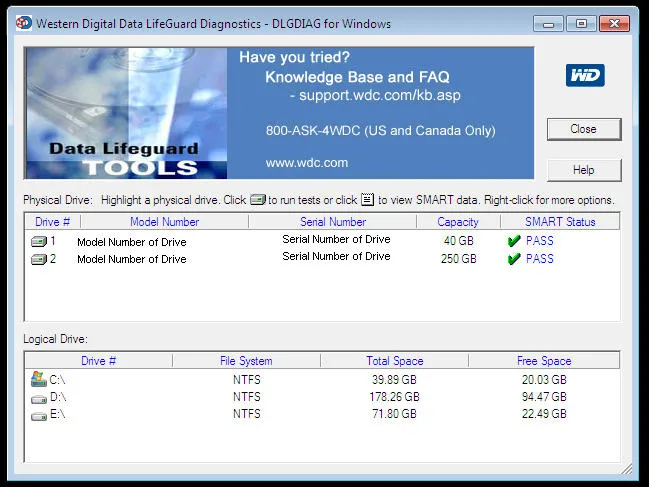 Western Digital Data LifeGuard Diagnostics - DLGDIAG for Windows
Have you tried?
Knowledge Base and FAQ
- support.wdc.com/kb.asp
800-ASK-4WDC (US and Canada Only)
www.wdc.com
Data Lifeguard
TOOLS
WD
Close
Help
Physical Drive: Highlight a physical drive. Click to run tests or click to view SMART data. Right-click for more options.
Drive # Model Number Serial Number Capacity SMART Status
1 Model Number of Drive Serial Number of Drive 40 GB PASS
2 Model Number of Drive Serial Number of Drive 250 GB PASS
Logical Drive:
Drive # File System Total Space Free Space
C:\ NTFS 39.89 GB 20.03 GB
D:\ NTFS 178.26 GB 94.47 GB
E:\ NTFS 71.80 GB 22.49 GB